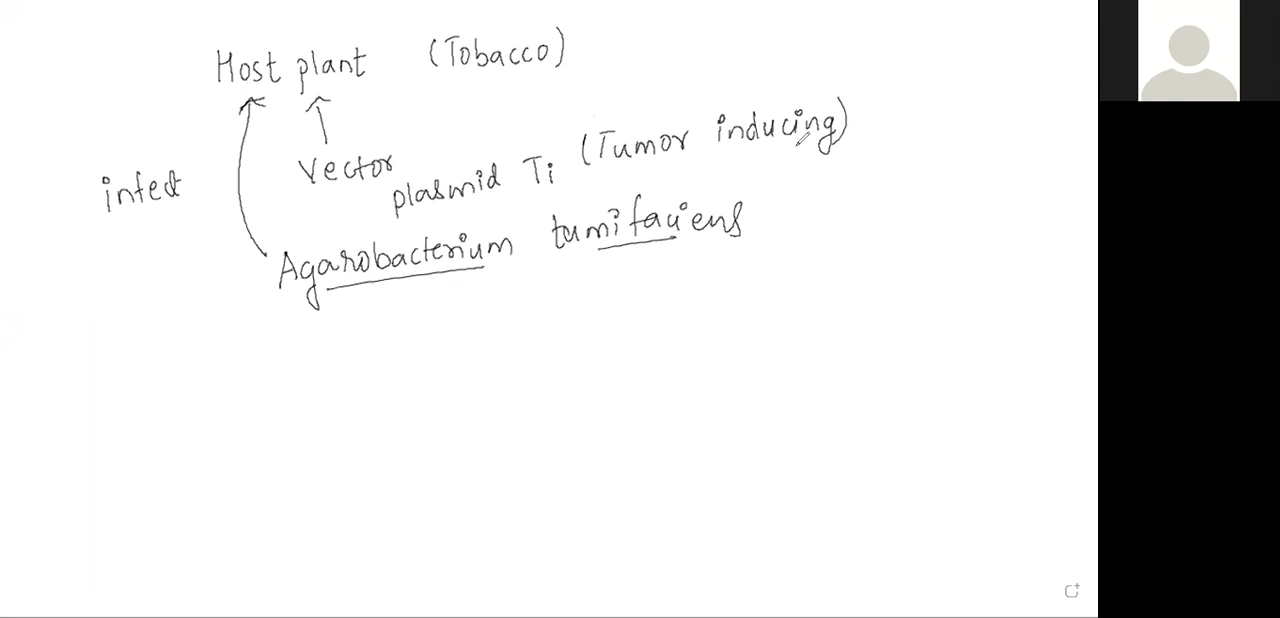 Host plant (Tobacco)
infect
Vector
plasmid Ti (Tumor inducing)
Agarobacterium tumifaciens